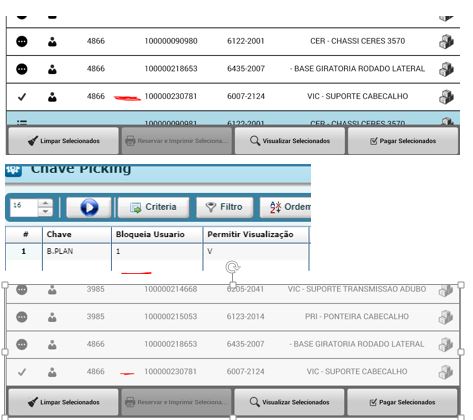 4866 100000090980 6122-2001 CER - CHASSI CERES 3570
4866 100000218653 6435-2007 - BASE GIRATORIA RODADO LATERAL
4866 100000230781 6007-2124 VIC - SUPORTE CABECALHO
100000090981 6122-2001 CER - CHASSI CERES 3570
Limpar Selecionados Reservar e Imprimir Seleciona... Visualizar Selecionados Pagar Selecionados
Chave Picking
16 Criteria Filtro Ordem
# Chave Bloqueia Usuario Permitir Visualização
1 B.PLAN 1 V
3985 100000214668 6205-2041 VIC - SUPORTE TRANSMISSAO ADUBO
3985 100000215053 6123-2014 PRI - PONTEIRA CABECALHO
4866 100000218653 6435-2007 - BASE GIRATORIA RODADO LATERAL
4866 100000230781 6007-2124 VIC - SUPORTE CABECALHO
Limpar Selecionados Reservar e Imprimir Seleciona... Visualizar Selecionados Pagar Selecionados